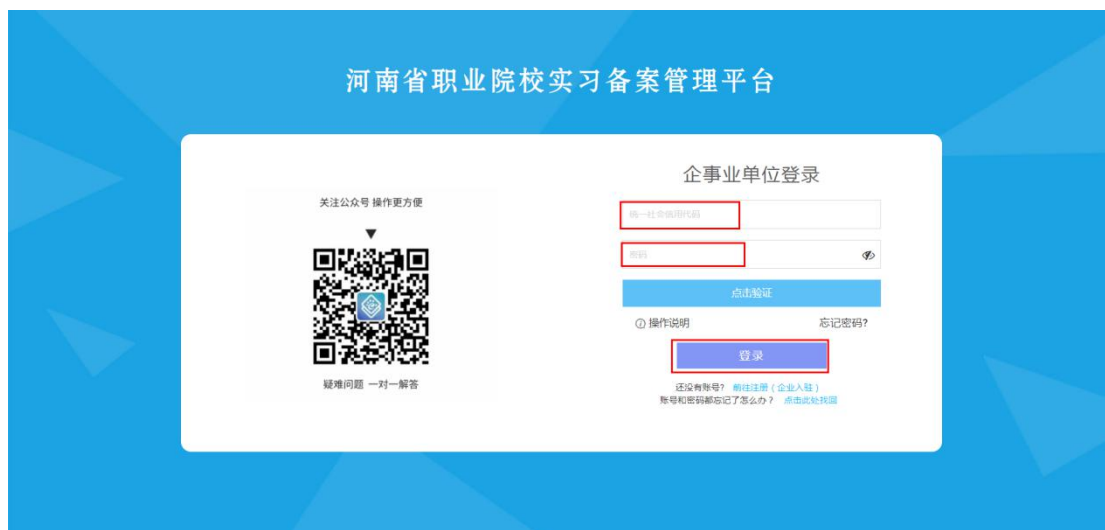 河南省职业院校实习备案管理平台
关注公众号 操作更方便
疑难问题 一对一解答
企事业单位登录
统一社会信用代码
密码
点击验证
操作说明
忘记密码?
登录
还没有账号? 前往注册（企业入驻）
账号和密码都忘记了怎么办？ 点击此处找回